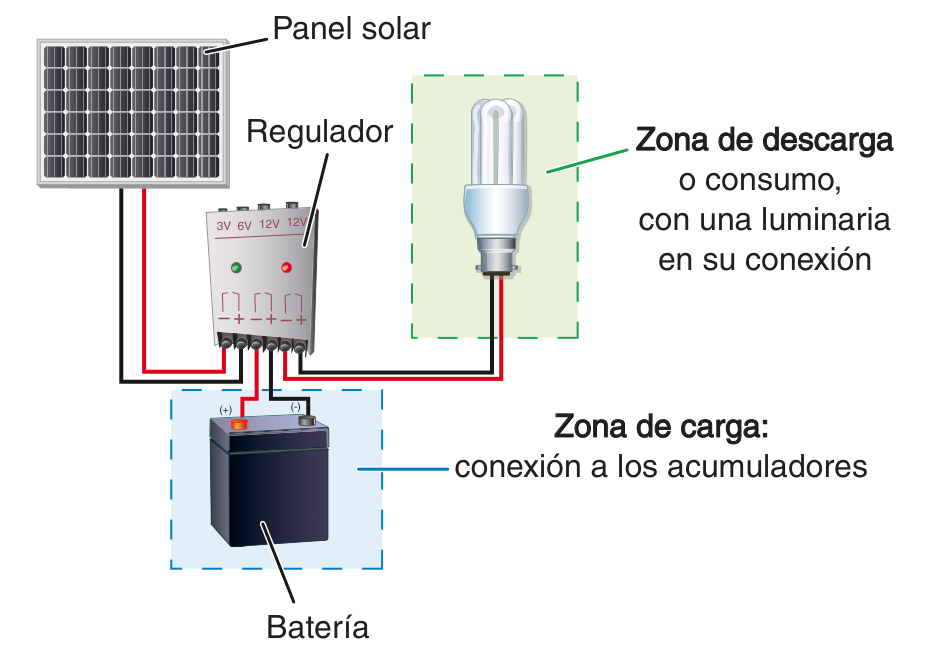 Panel solar
Regulador
Zona de descarga
o consumo,
con una luminaria
en su conexión
3V 6V 12V 12V
− + − + − +
(+) (-)
Zona de carga:
conexión a los acumuladores
Batería